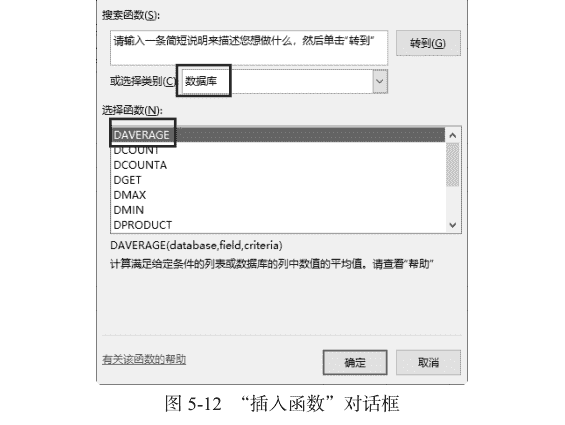 搜索函数(S):
请输入一条简短说明来描述您想做什么，然后单击“转到”
转到(G)
或选择类别(C)
数据库
选择函数(N):
DAVERAGE
DCOUNT
DCOUNTA
DGET
DMAX
DMIN
DPRODUCT
DAVERAGE(database,field,criteria)
计算满足给定条件的列表或数据库的列中数值的平均值。请查看“帮助”
有关该函数的帮助
确定
取消
图 5-12 “插入函数”对话框